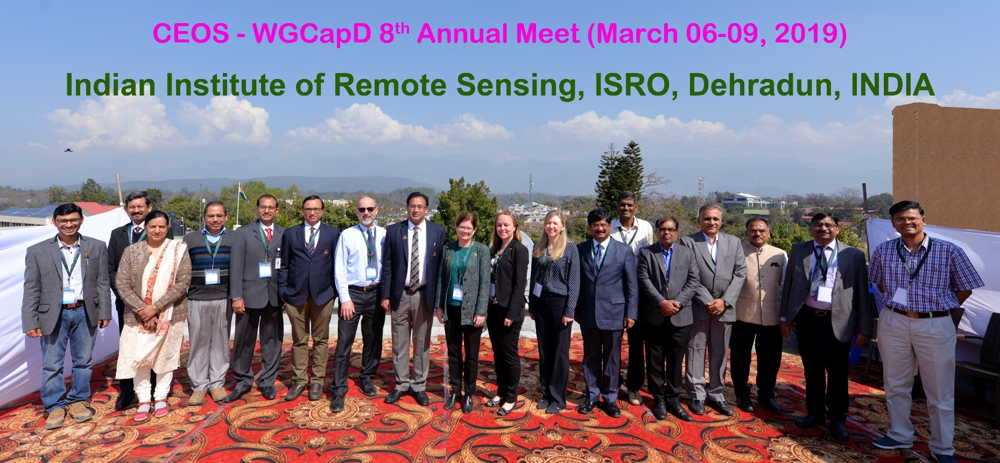 CEOS - WGCapD 8th Annual Meet (March 06-09, 2019)
Indian Institute of Remote Sensing, ISRO, Dehradun, INDIA